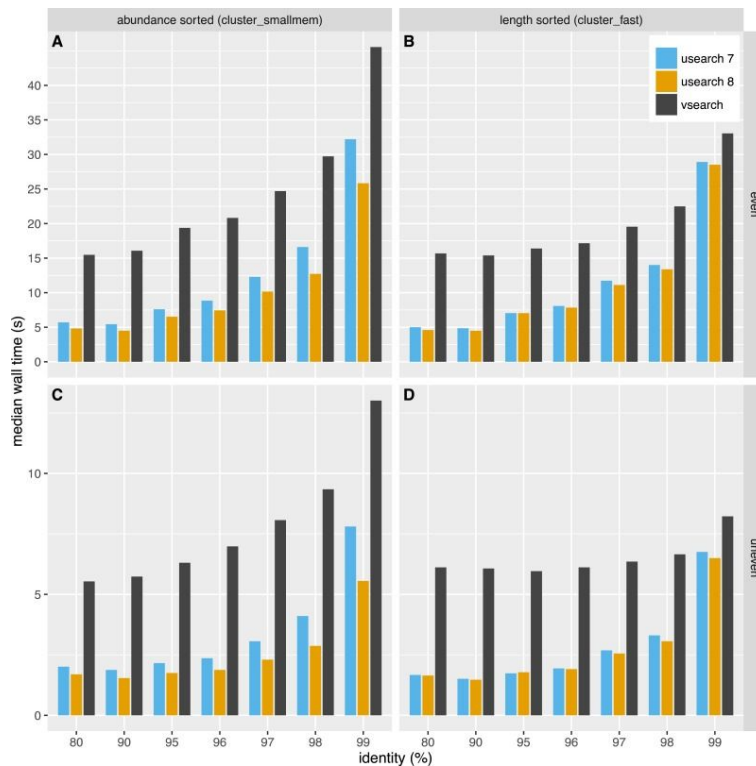 abundance sorted (cluster_smallmem)
length sorted (cluster_fast)
A
B
usearch 7
usearch 8
vsearch
40
35
30
25
20
15
10
5
0
even
median wall time (s)
C
D
10
5
0
uneven
80 90 95 96 97 98 99
80 90 95 96 97 98 99
identity (%)